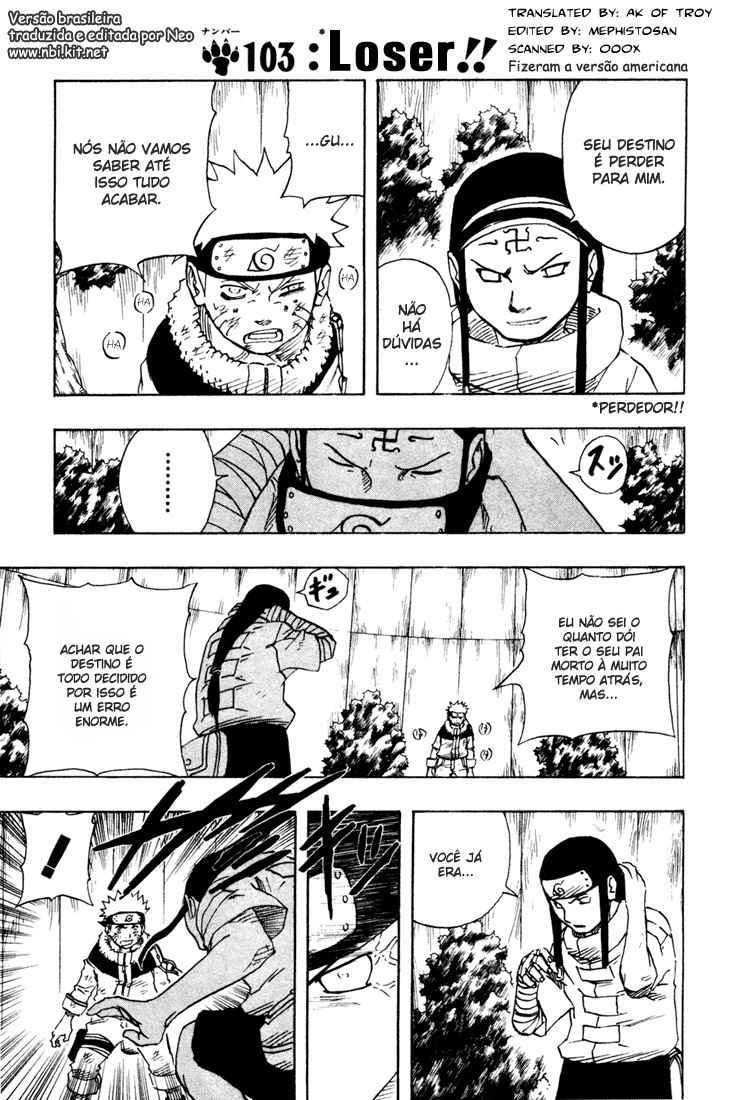 Versão brasileira
traduzida e editada por Neo
www.nbi.kit.net
ナンバー
103 : *Loser!!
TRANSLATED BY: AK OF TROY
EDITED BY: MEPHISTOSAN
SCANNED BY: OOOX
Fizeram a versão americana
SEU DESTINO
É PERDER
PARA MIM.
NÃO
HÁ
DÚVIDAS
...
...GU...
NÓS NÃO VAMOS
SABER ATÉ
ISSO TUDO
ACABAR.
HA
HA
HA
*PERDEDOR!!
スッ
.........
EU NÃO SEI O
QUANTO DÓI
TER O SEU PAI
MORTO À MUITO
TEMPO ATRÁS,
MAS...
ギュ
ACHAR QUE O
DESTINO É
TODO DECIDIDO
POR ISSO É
UM ERRO
ENORME.
VOCÊ JÁ
ERA...
!